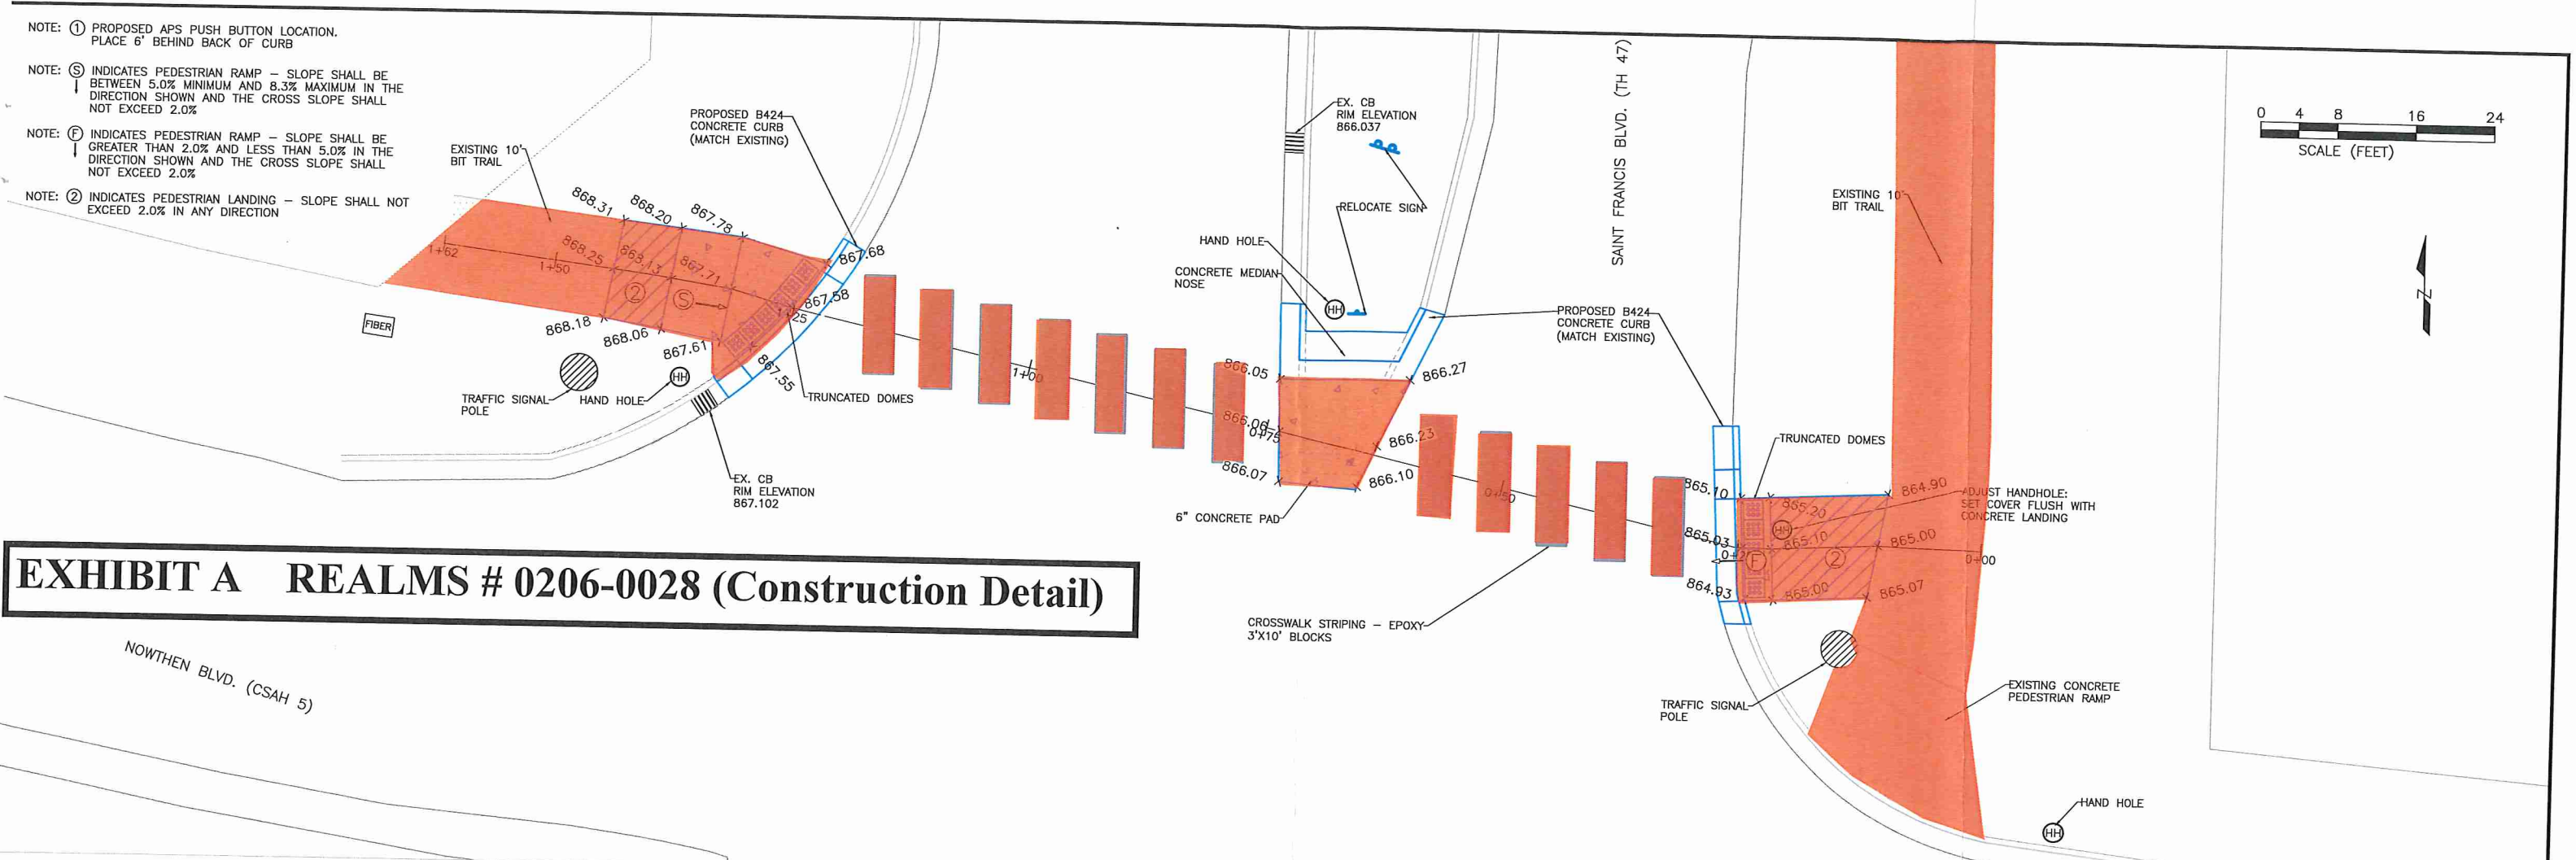 NOTE: ① PROPOSED APS PUSH BUTTON LOCATION.
PLACE 6' BEHIND BACK OF CURB
NOTE: Ⓢ INDICATES PEDESTRIAN RAMP – SLOPE SHALL BE
BETWEEN 5.0% MINIMUM AND 8.3% MAXIMUM IN THE
DIRECTION SHOWN AND THE CROSS SLOPE SHALL
NOT EXCEED 2.0%
NOTE: Ⓕ INDICATES PEDESTRIAN RAMP – SLOPE SHALL BE
GREATER THAN 2.0% AND LESS THAN 5.0% IN THE
DIRECTION SHOWN AND THE CROSS SLOPE SHALL
NOT EXCEED 2.0%
NOTE: ② INDICATES PEDESTRIAN LANDING – SLOPE SHALL NOT
EXCEED 2.0% IN ANY DIRECTION
EXISTING 10'
BIT TRAIL
PROPOSED B424
CONCRETE CURB
(MATCH EXISTING)
868.31
868.20
867.78
867.68
1+62
1+50
868.25
868.13
867.71
867.58
1+25
②
Ⓢ
868.18
868.06
867.61
867.55
FIBER
TRAFFIC SIGNAL
POLE
HAND HOLE
HH
TRUNCATED DOMES
EX. CB
RIM ELEVATION
867.102
1+00
EX. CB
RIM ELEVATION
866.037
RELOCATE SIGN
HAND HOLE
HH
CONCRETE MEDIAN
NOSE
866.05
866.27
866.06
0+75
866.23
866.07
866.10
6" CONCRETE PAD
SAINT FRANCIS BLVD. (TH 47)
PROPOSED B424
CONCRETE CURB
(MATCH EXISTING)
0+50
CROSSWALK STRIPING – EPOXY
3'X10' BLOCKS
EXISTING 10'
BIT TRAIL
TRUNCATED DOMES
865.10
865.20
864.90
HH
ADJUST HANDHOLE:
SET COVER FLUSH WITH
CONCRETE LANDING
865.03
865.10
865.00
Ⓕ
②
0+00
864.93
865.00
865.07
TRAFFIC SIGNAL
POLE
EXISTING CONCRETE
PEDESTRIAN RAMP
HAND HOLE
HH
0 4 8 16 24
SCALE (FEET)
N
EXHIBIT A REALMS # 0206-0028 (Construction Detail)
NOWTHEN BLVD. (CSAH 5)